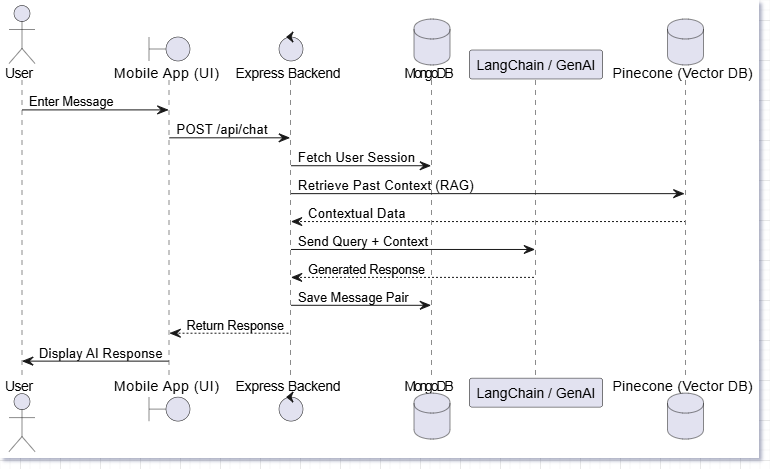 User
Mobile App (UI)
Express Backend
MongoDB
LangChain / GenAI
Pinecone (Vector DB)
Enter Message
POST /api/chat
Fetch User Session
Retrieve Past Context (RAG)
Contextual Data
Send Query + Context
Generated Response
Save Message Pair
Return Response
Display AI Response
User
Mobile App (UI)
Express Backend
MongoDB
LangChain / GenAI
Pinecone (Vector DB)